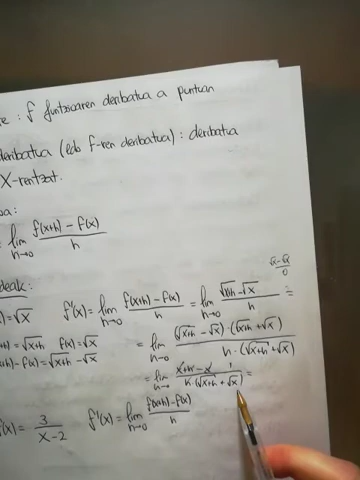 : f funtzioaren deribatua a puntuan
deribatua (edo f-ren deribatua): deribatua
X-rentzat.
lim h→0 (f(x+h) - f(x))/h
deak:
)=√x f'(x) = lim h→0 (f(x+h) - f(x))/h = lim h→0 (√(x+h) - √x)/h =
(√x-√x)/0
)=√(x+h) f(x)=√x = lim h→0 ((√(x+h) - √x)·(√(x+h) + √x))/(h·(√(x+h) + √x))
x+h) - f(x) = √(x+h) - √x
= lim h→0 (x+h - x)/(h·(√(x+h) + √x)) =
(x) = 3/(x-2) f'(x) = lim h→0 (f(x+h) - f(x))/h